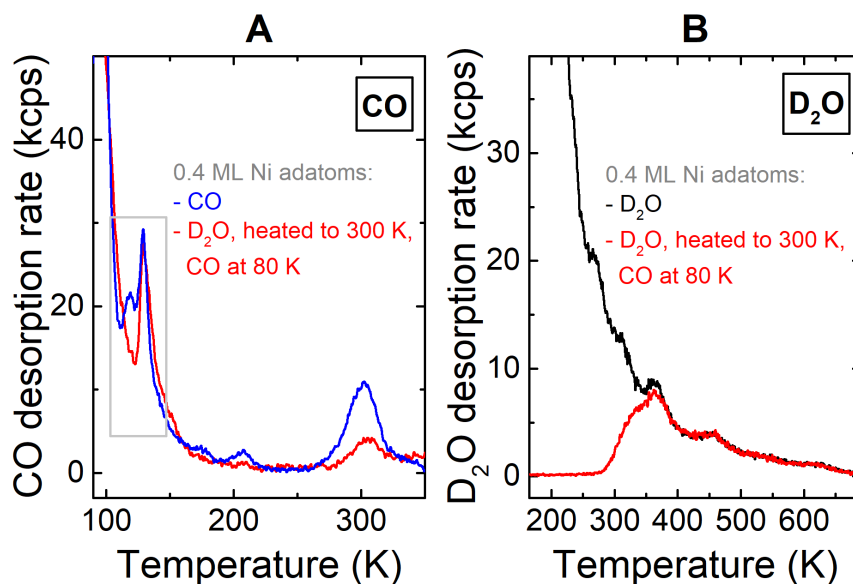 A
CO desorption rate (kcps)
40
20
0
100
200
300
Temperature (K)
CO
0.4 ML Ni adatoms:
- CO
- D₂O, heated to 300 K,
CO at 80 K
B
D₂O desorption rate (kcps)
30
20
10
0
200
300
400
500
600
Temperature (K)
D₂O
0.4 ML Ni adatoms:
- D₂O
- D₂O, heated to 300 K,
CO at 80 K